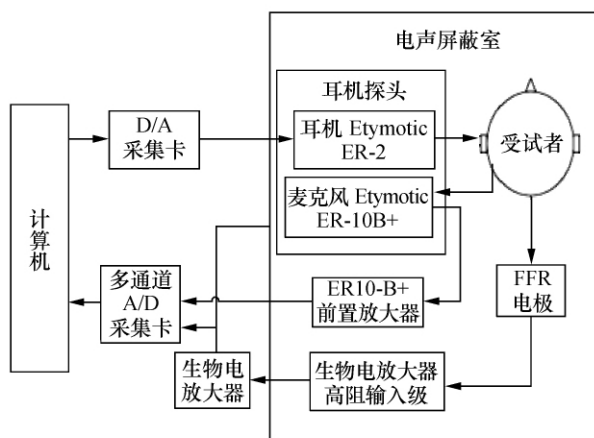 电声屏蔽室
耳机探头
D/A
采集卡
耳机 Etymotic
ER-2
受试者
麦克风 Etymotic
ER-10B+
计算机
多通道
A/D
采集卡
ER10-B+
前置放大器
FFR
电极
生物电
放大器
生物电放大器
高阻输入级